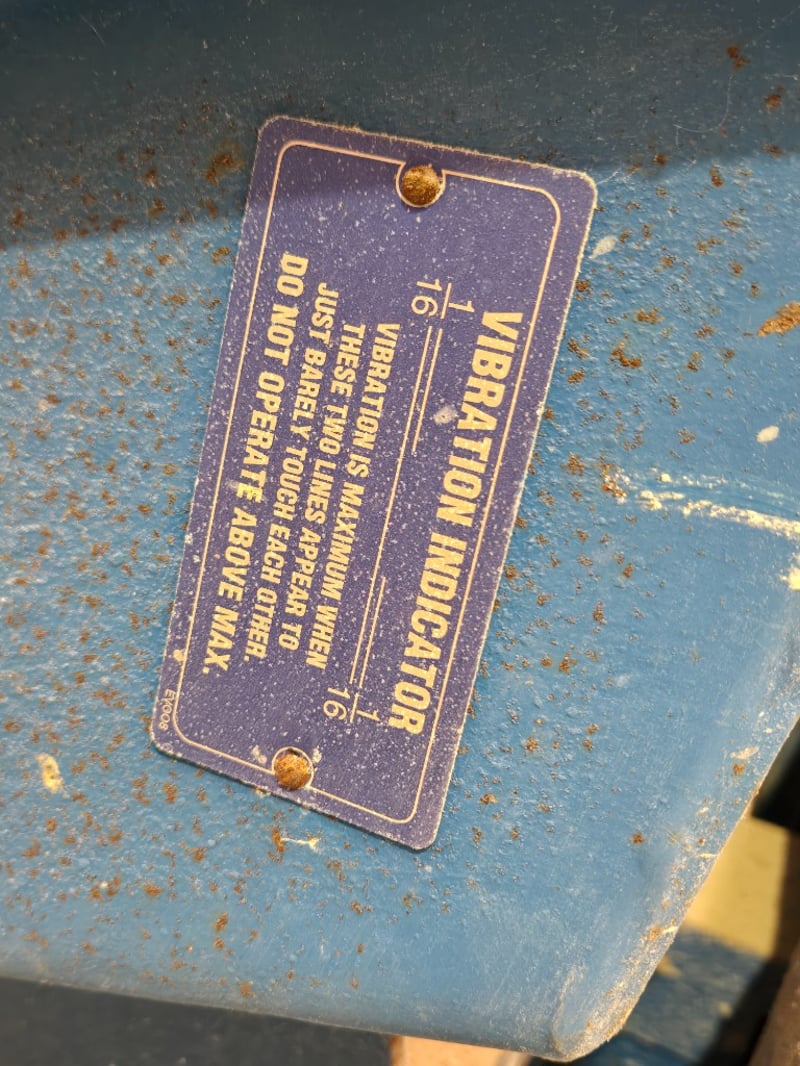 VIBRATION INDICATOR
1/16
1/16
VIBRATION IS MAXIMUM WHEN
THESE TWO LINES APPEAR TO
JUST BARELY TOUCH EACH OTHER.
DO NOT OPERATE ABOVE MAX.